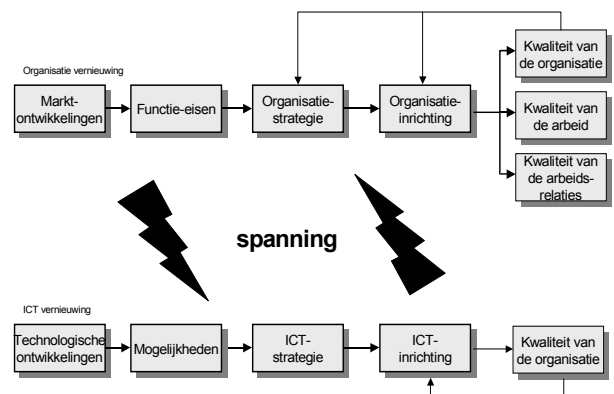 Organisatie vernieuwing
Markt-
ontwikkelingen
Functie-eisen
Organisatie-
strategie
Organisatie-
inrichting
Kwaliteit van
de organisatie
Kwaliteit van
de arbeid
Kwaliteit van
de arbeids-
relaties
spanning
ICT vernieuwing
Technologische
ontwikkelingen
Mogelijkheden
ICT-
strategie
ICT-
inrichting
Kwaliteit van
de organisatie